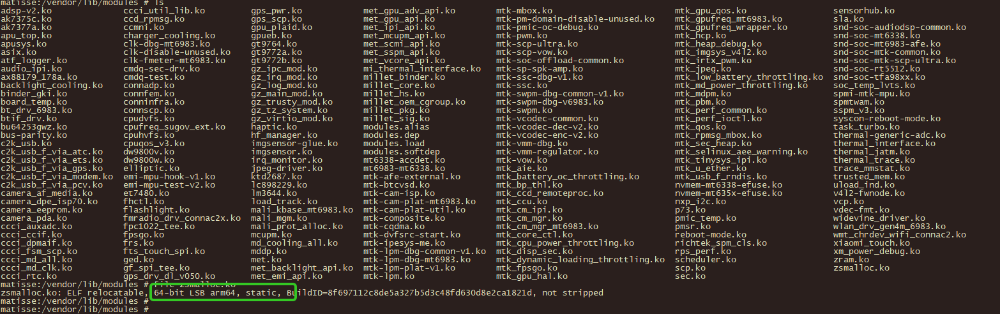 matisse:/vendor/lib/modules # ls
adsp-v2.ko ccci_util_lib.ko gps_pwr.ko met_gpu_adv_api.ko mtk-mbox.ko mtk_gpu_qos.ko sensorhub.ko
ak7375c.ko ccd_rpmsg.ko gps_scp.ko met_gpu_api.ko mtk-pm-domain-disable-unused.ko mtk_gpufreq_mt6983.ko sla.ko
ak7377a.ko ccmni.ko gpu_plaid.ko met_ipi_api.ko mtk-pmic-oc-debug.ko mtk_gpufreq_wrapper.ko snd-soc-audiodsp-common.ko
apu_top.ko charger_cooling.ko gpueb.ko met_mcupm_api.ko mtk-pwm.ko mtk_hcp.ko snd-soc-mt6338.ko
apusys.ko clk-dbg-mt6983.ko gt9764.ko met_scmi_api.ko mtk-scp-ultra.ko mtk_heap_debug.ko snd-soc-mt6983-afe.ko
asix.ko clk-disable-unused.ko gt9772a.ko met_sspm_api.ko mtk-scp-vow.ko mtk_imgsys_v4l2.ko snd-soc-mtk-common.ko
atf_logger.ko clk-fmeter-mt6983.ko gt9772b.ko met_vcore_api.ko mtk-soc-offload-common.ko mtk_irtx_pwm.ko snd-soc-mtk-scp-ultra.ko
audio_ipi.ko cmdq-sec-drv.ko gz_ipc_mod.ko mi_thermal_interface.ko mtk-sp-spk-amp.ko mtk_jpeg.ko snd-soc-rt5512.ko
ax88179_178a.ko cmdq-test.ko gz_irq_mod.ko millet_binder.ko mtk-ssc-dbg-v1.ko mtk_low_battery_throttling.ko snd-soc-tfa98xx.ko
backlight_cooling.ko connadp.ko gz_log_mod.ko millet_core.ko mtk-ssc.ko mtk_md_power_throttling.ko soc_temp_lvts.ko
binder_gki.ko connfem.ko gz_main_mod.ko millet_hs.ko mtk-swpm-dbg-common-v1.ko mtk_mdpm.ko spmi-mtk-mpu.ko
board_temp.ko conninfra.ko gz_trusty_mod.ko millet_oem_cgroup.ko mtk-swpm-dbg-v6983.ko mtk_pbm.ko spmtwam.ko
bt_drv_6983.ko connscp.ko gz_tz_system.ko millet_pkg.ko mtk-swpm.ko mtk_perf_common.ko sspm_v3.ko
btif_drv.ko cpudvfs.ko gz_virtio_mod.ko millet_sig.ko mtk-vcodec-common.ko mtk_perf_ioctl.ko syscon-reboot-mode.ko
bu64253gwz.ko cpufreq_sugov_ext.ko haptic.ko modules.alias mtk-vcodec-dec-v2.ko mtk_qos.ko task_turbo.ko
bus-parity.ko cpuhvfs.ko hf_manager.ko modules.dep mtk-vcodec-enc-v2.ko mtk_rpmsg_mbox.ko thermal-generic-adc.ko
c2k_usb.ko cpuqos_v3.ko imgsensor-glue.ko modules.load mtk-vmm-dbg.ko mtk_sec_heap.ko thermal_interface.ko
c2k_usb_f_via_atc.ko dw9800v.ko imgsensor.ko modules.softdep mtk-vmm-regulator.ko mtk_selinux_aee_warning.ko thermal_jatm.ko
c2k_usb_f_via_ets.ko dw9800w.ko irq_monitor.ko mt6338-accdet.ko mtk-vow.ko mtk_tinysys_ipi.ko thermal_trace.ko
c2k_usb_f_via_gps.ko elliptic.ko jpeg-driver.ko mt6983-mt6338.ko mtk_aie.ko mtk_u_ether.ko trace_mmstat.ko
c2k_usb_f_via_modem.ko emi-mpu-hook-v1.ko ktd2687.ko mtk-afe-external.ko mtk_battery_oc_throttling.ko mtk_usb_f_rndis.ko trusted_mem.ko
c2k_usb_f_via_pcv.ko emi-mpu-test-v2.ko lc898229.ko mtk-btcvsd.ko mtk_bp_thl.ko nvmem-mt6338-efuse.ko uload_ind.ko
camera_af_media.ko et7480.ko lm3644.ko mtk-cam-isp.ko mtk_ccd_remoteproc.ko nvmem-mt635x-efuse.ko v4l2-fwnode.ko
camera_dpe_isp70.ko fhctl.ko load_track.ko mtk-cam-plat-mt6983.ko mtk_ccu.ko nxp_i2c.ko vcp.ko
camera_eeprom.ko flashlight.ko mali_kbase_mt6983.ko mtk-cam-plat-util.ko mtk_cm_ipi.ko p73.ko vdec-fmt.ko
camera_pda.ko fmradio_drv_connac2x.ko mali_mgm.ko mtk-composite.ko mtk_cm_mgr.ko pmic_temp.ko widevine_driver.ko
ccci_auxadc.ko fpc1022_tee.ko mali_prot_alloc.ko mtk-cqdma.ko mtk_cm_mgr_mt6983.ko pmsr.ko wlan_drv_gen4m_6983.ko
ccci_ccif.ko fpsgo.ko mcupm.ko mtk-dvfsrc-start.ko mtk_core_ctl.ko reboot-mode.ko wmt_chrdev_wifi_connac2.ko
ccci_dpmaif.ko frs.ko md_cooling_all.ko mtk-ipesys-me.ko mtk_cpu_power_throttling.ko richtek_spm_cls.ko xiaomi_touch.ko
ccci_fsm_scp.ko fts_touch_spi.ko mddp.ko mtk-lpm-dbg-common-v1.ko mtk_disp_sec.ko rps_perf.ko xm_power_debug.ko
ccci_md_all.ko ged.ko met.ko mtk-lpm-dbg-mt6983.ko mtk_dynamic_loading_throttling.ko scheduler.ko zram.ko
ccci_md_clk.ko gf_spi_tee.ko met_backlight_api.ko mtk-lpm-plat-v1.ko mtk_fpsgo.ko scp.ko zsmalloc.ko
ccci_rtc.ko gps_drv_dl_v050.ko met_emi_api.ko mtk-lpm.ko mtk_gpu_hal.ko sec.ko
matisse:/vendor/lib/modules # file zsmalloc.ko
zsmalloc.ko: ELF relocatable, 64-bit LSB arm64, static, BuildID=8f697112c8de5a327b5d3c48fd630d8e2ca1821d, not stripped
matisse:/vendor/lib/modules #
matisse:/vendor/lib/modules #